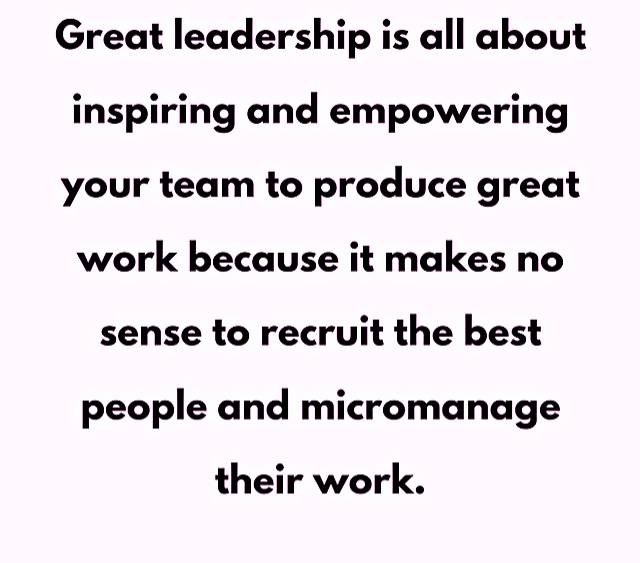 Great leadership is all about
inspiring and empowering
your team to produce great
work because it makes no
sense to recruit the best
people and micromanage
their work.